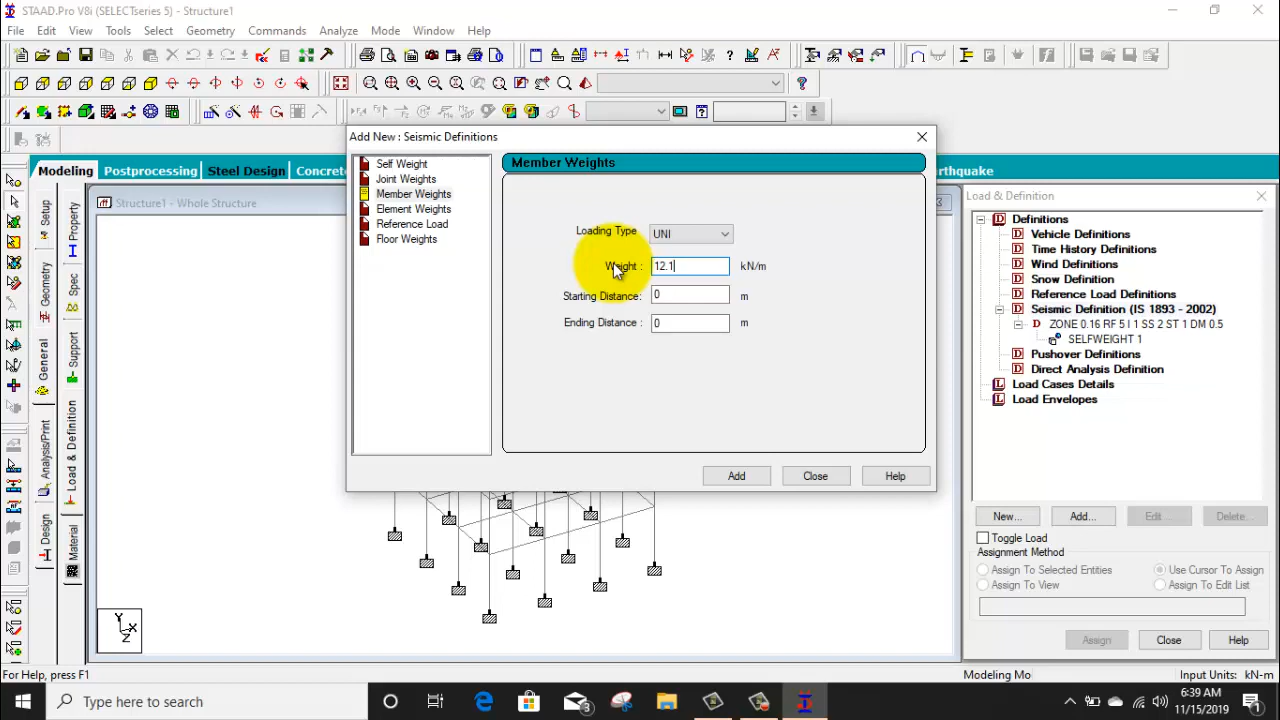 STAAD.Pro V8i (SELECTseries 5) - Structure1
File Edit View Tools Select Geometry Commands Analyze Mode Window Help
Modeling Postprocessing Steel Design Concrete arthquake
Structure1 - Whole Structure
Setup
Geometry
General
Analysis/Print
Design
Property
Spec
Support
Load & Definition
Material
Add New : Seismic Definitions
Self Weight
Joint Weights
Member Weights
Element Weights
Reference Load
Floor Weights
Member Weights
Loading Type UNI
Weight : 12.1 kN/m
Starting Distance: 0 m
Ending Distance : 0 m
Add Close Help
Load & Definition
Definitions
Vehicle Definitions
Time History Definitions
Wind Definitions
Snow Definition
Reference Load Definitions
Seismic Definition (IS 1893 - 2002)
ZONE 0.16 RF 5 I 1 SS 2 ST 1 DM 0.5
SELFWEIGHT 1
Pushover Definitions
Direct Analysis Definition
Load Cases Details
Load Envelopes
New... Add... Edit... Delete...
Toggle Load
Assignment Method
Assign To Selected Entities Use Cursor To Assign
Assign To View Assign To Edit List
Assign Close Help
Y
X
Z
For Help, press F1 Modeling Mo Input Units: kN-m
Type here to search
3
6:39 AM
11/15/2019
1